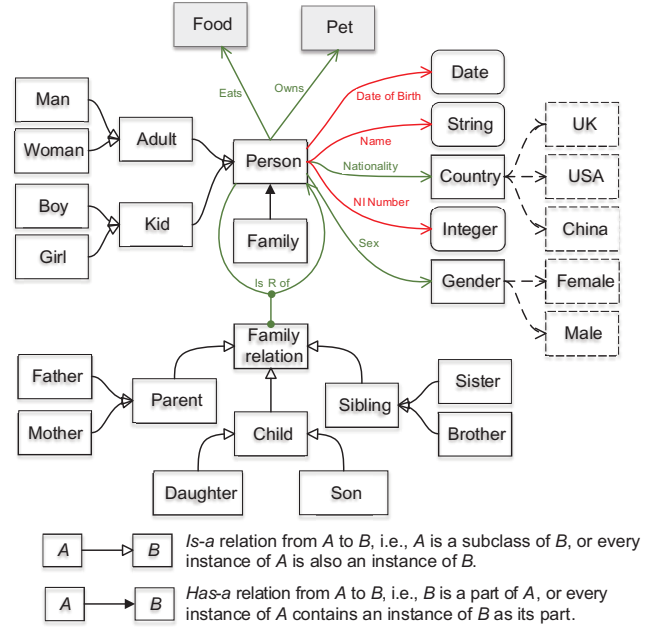 Food
Pet
Eats
Owns
Man
Woman
Adult
Boy
Girl
Kid
Person
Family
Date of Birth
Date
Name
String
Nationality
Country
NI Number
Integer
Sex
Gender
UK
USA
China
Female
Male
Is R of
Family
relation
Father
Mother
Parent
Child
Sibling
Sister
Brother
Daughter
Son
A
B
Is-a relation from A to B, i.e., A is a subclass of B, or every
instance of A is also an instance of B.
A
B
Has-a relation from A to B, i.e., B is a part of A, or every
instance of A contains an instance of B as its part.